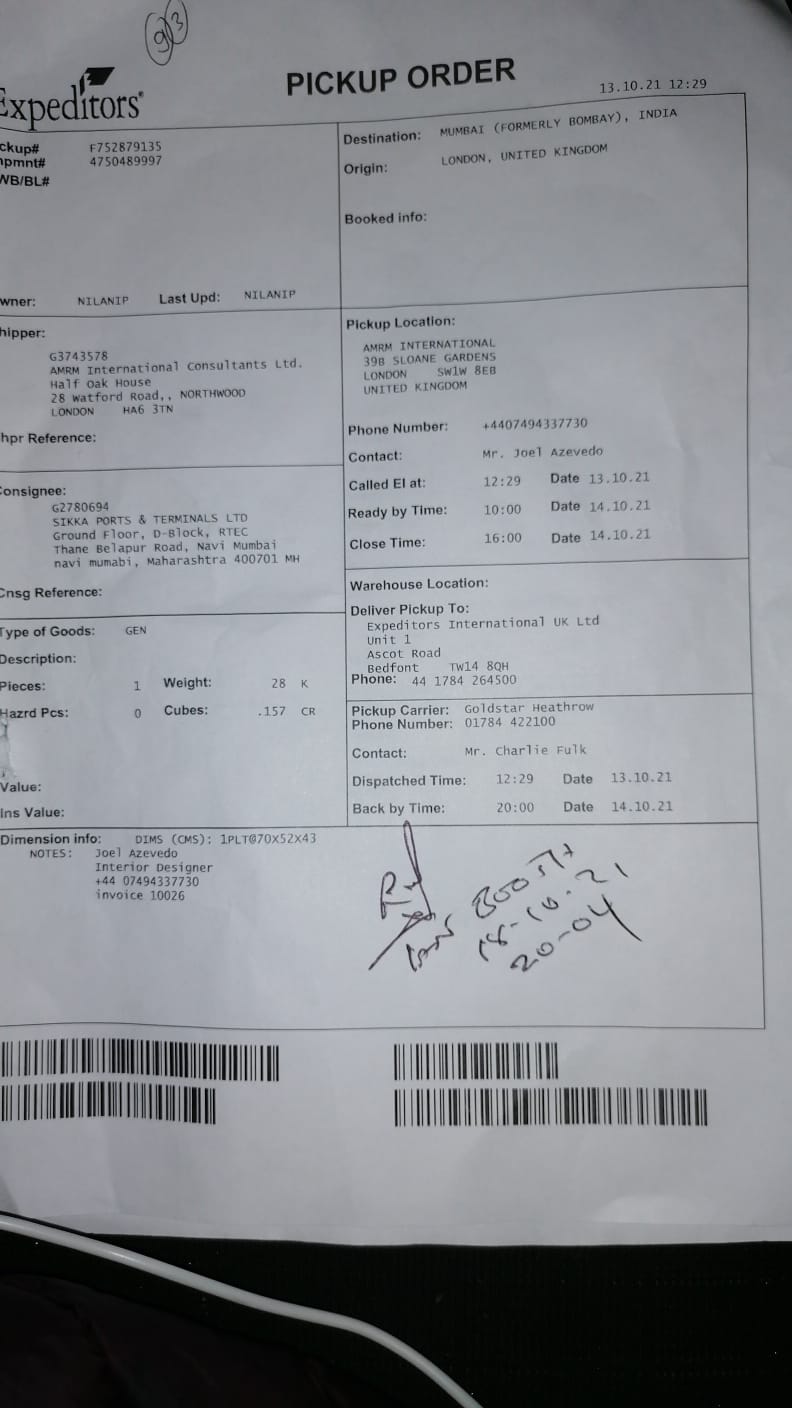 93
Expeditors
PICKUP ORDER
13.10.21 12:29
ckup# F752879135
pmnt# 4750489997
WB/BL#
wner: NILANIP Last Upd: NILANIP
Destination: MUMBAI (FORMERLY BOMBAY), INDIA
Origin: LONDON, UNITED KINGDOM
Booked info:
hipper:
G3743578
AMRM International Consultants Ltd.
Half Oak House
28 Watford Road,, NORTHWOOD
LONDON HA6 3TN
hpr Reference:
Pickup Location:
AMRM INTERNATIONAL
39B SLOANE GARDENS
LONDON SW1W 8EB
UNITED KINGDOM
Phone Number: +4407494337730
Contact: Mr. Joel Azevedo
Called EI at: 12:29 Date 13.10.21
Ready by Time: 10:00 Date 14.10.21
Close Time: 16:00 Date 14.10.21
Consignee:
G2780694
SIKKA PORTS & TERMINALS LTD
Ground Floor, D-Block, RTEC
Thane Belapur Road, Navi Mumbai
navi mumabi, Maharashtra 400701 MH
Cnsg Reference:
Warehouse Location:
Deliver Pickup To:
Expeditors International UK Ltd
Unit 1
Ascot Road
Bedfont TW14 8QH
Phone: 44 1784 264500
Type of Goods: GEN
Description:
Pieces: 1 Weight: 28 K
Hazrd Pcs: 0 Cubes: .157 CR
Value:
Ins Value:
Pickup Carrier: Goldstar Heathrow
Phone Number: 01784 422100
Contact: Mr. Charlie Fulk
Dispatched Time: 12:29 Date 13.10.21
Back by Time: 20:00 Date 14.10.21
Dimension info: DIMS (CMS): 1PLT@70X52X43
NOTES: Joel Azevedo
Interior Designer
+44 07494337730
invoice 10026
20-04